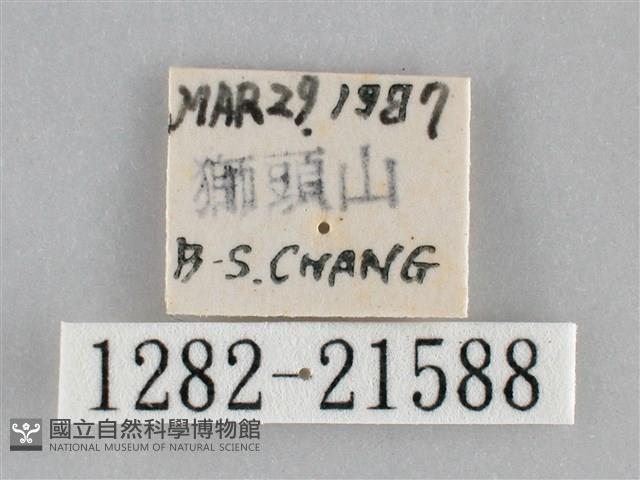 MAR 29. 1987
獅頭山
B-S. CHANG
1282-21588
國立自然科學博物館
NATIONAL MUSEUM OF NATURAL SCIENCE